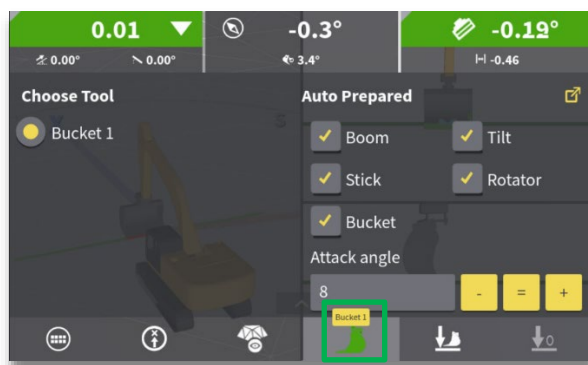 0.01
-0.3°
-0.19°
0.00°
0.00°
3.4°
-0.46
Choose Tool
Bucket 1
Auto Prepared
Boom
Tilt
Stick
Rotator
Bucket
Attack angle
8
-
=
+
Bucket 1
0